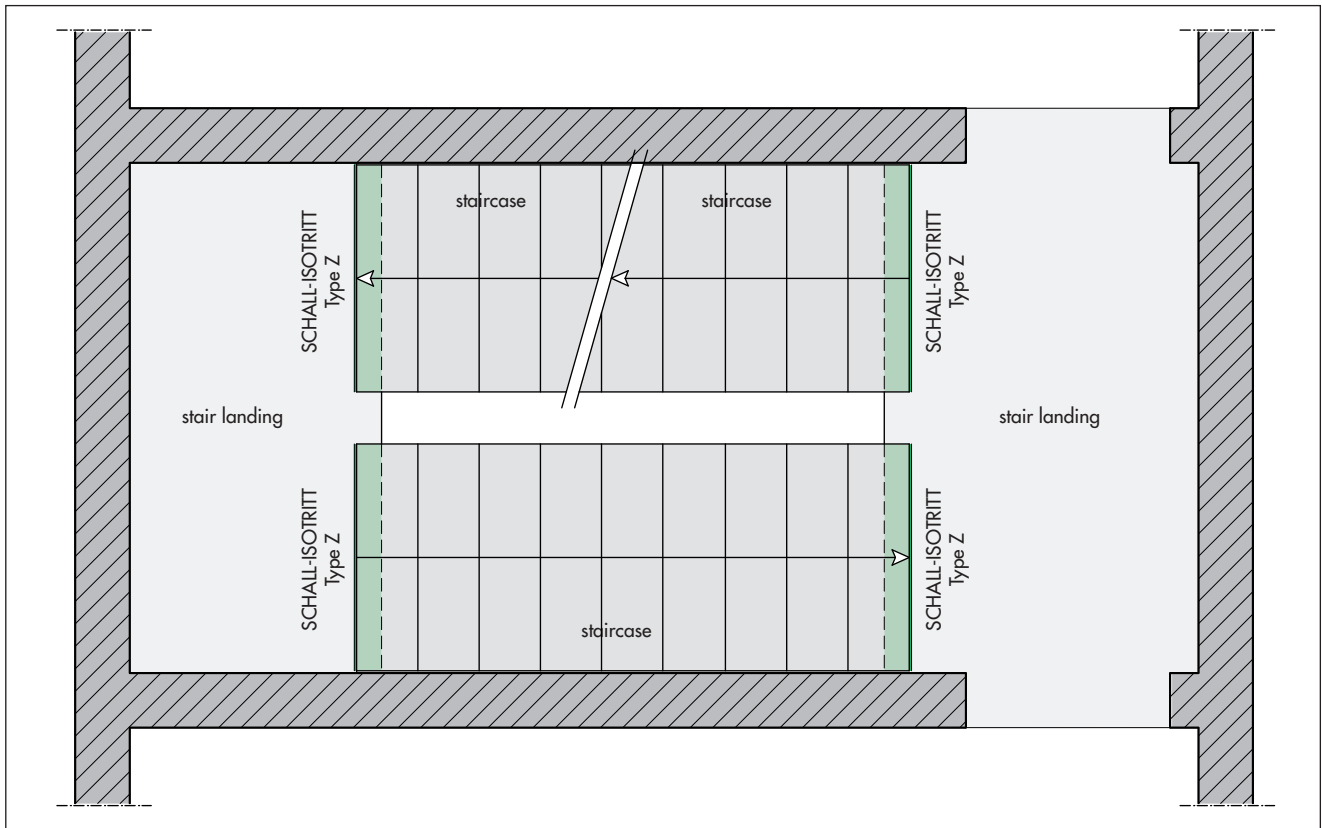 staircase
staircase
SCHALL-ISOTRITT
Type Z
SCHALL-ISOTRITT
Type Z
stair landing
stair landing
SCHALL-ISOTRITT
Type Z
SCHALL-ISOTRITT
Type Z
staircase